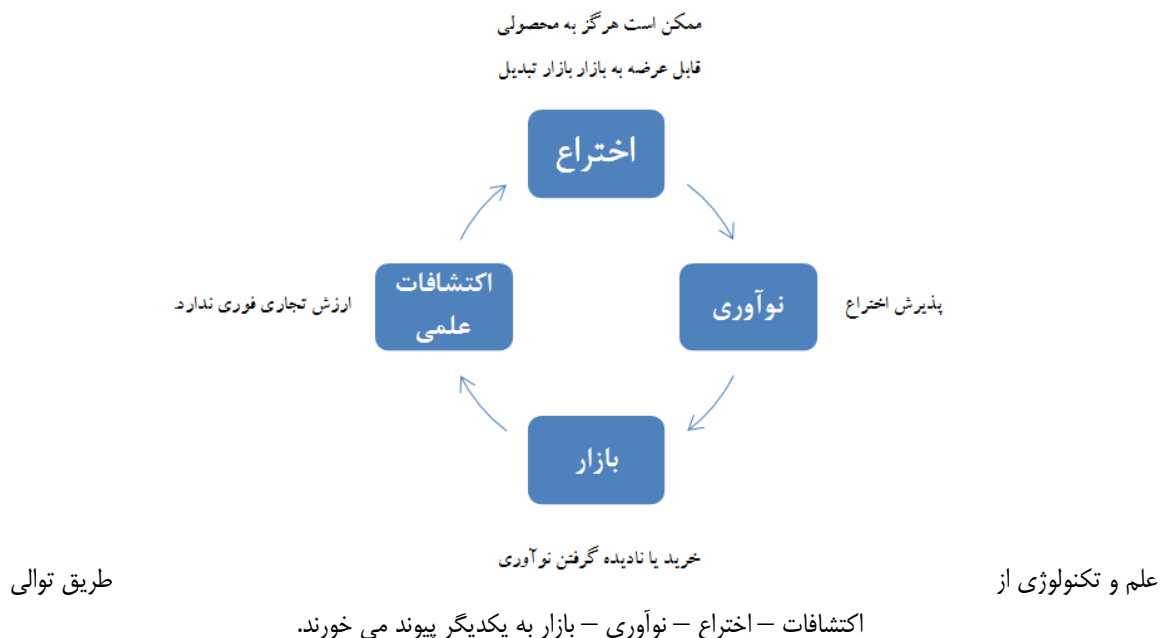 ممکن است هرگز به محصولی
قابل عرضه به بازار بازار تبدیل
اختراع
اکتشافات
علمی
ارزش تجاری فوری ندارد.
نوآوری
پذیرش اختراع
بازار
خرید یا نادیده گرفتن نوآوری
علم و تکنولوژی از طریق توالی
اکتشافات – اختراع – نوآوری – بازار به یکدیگر پیوند می خورند.